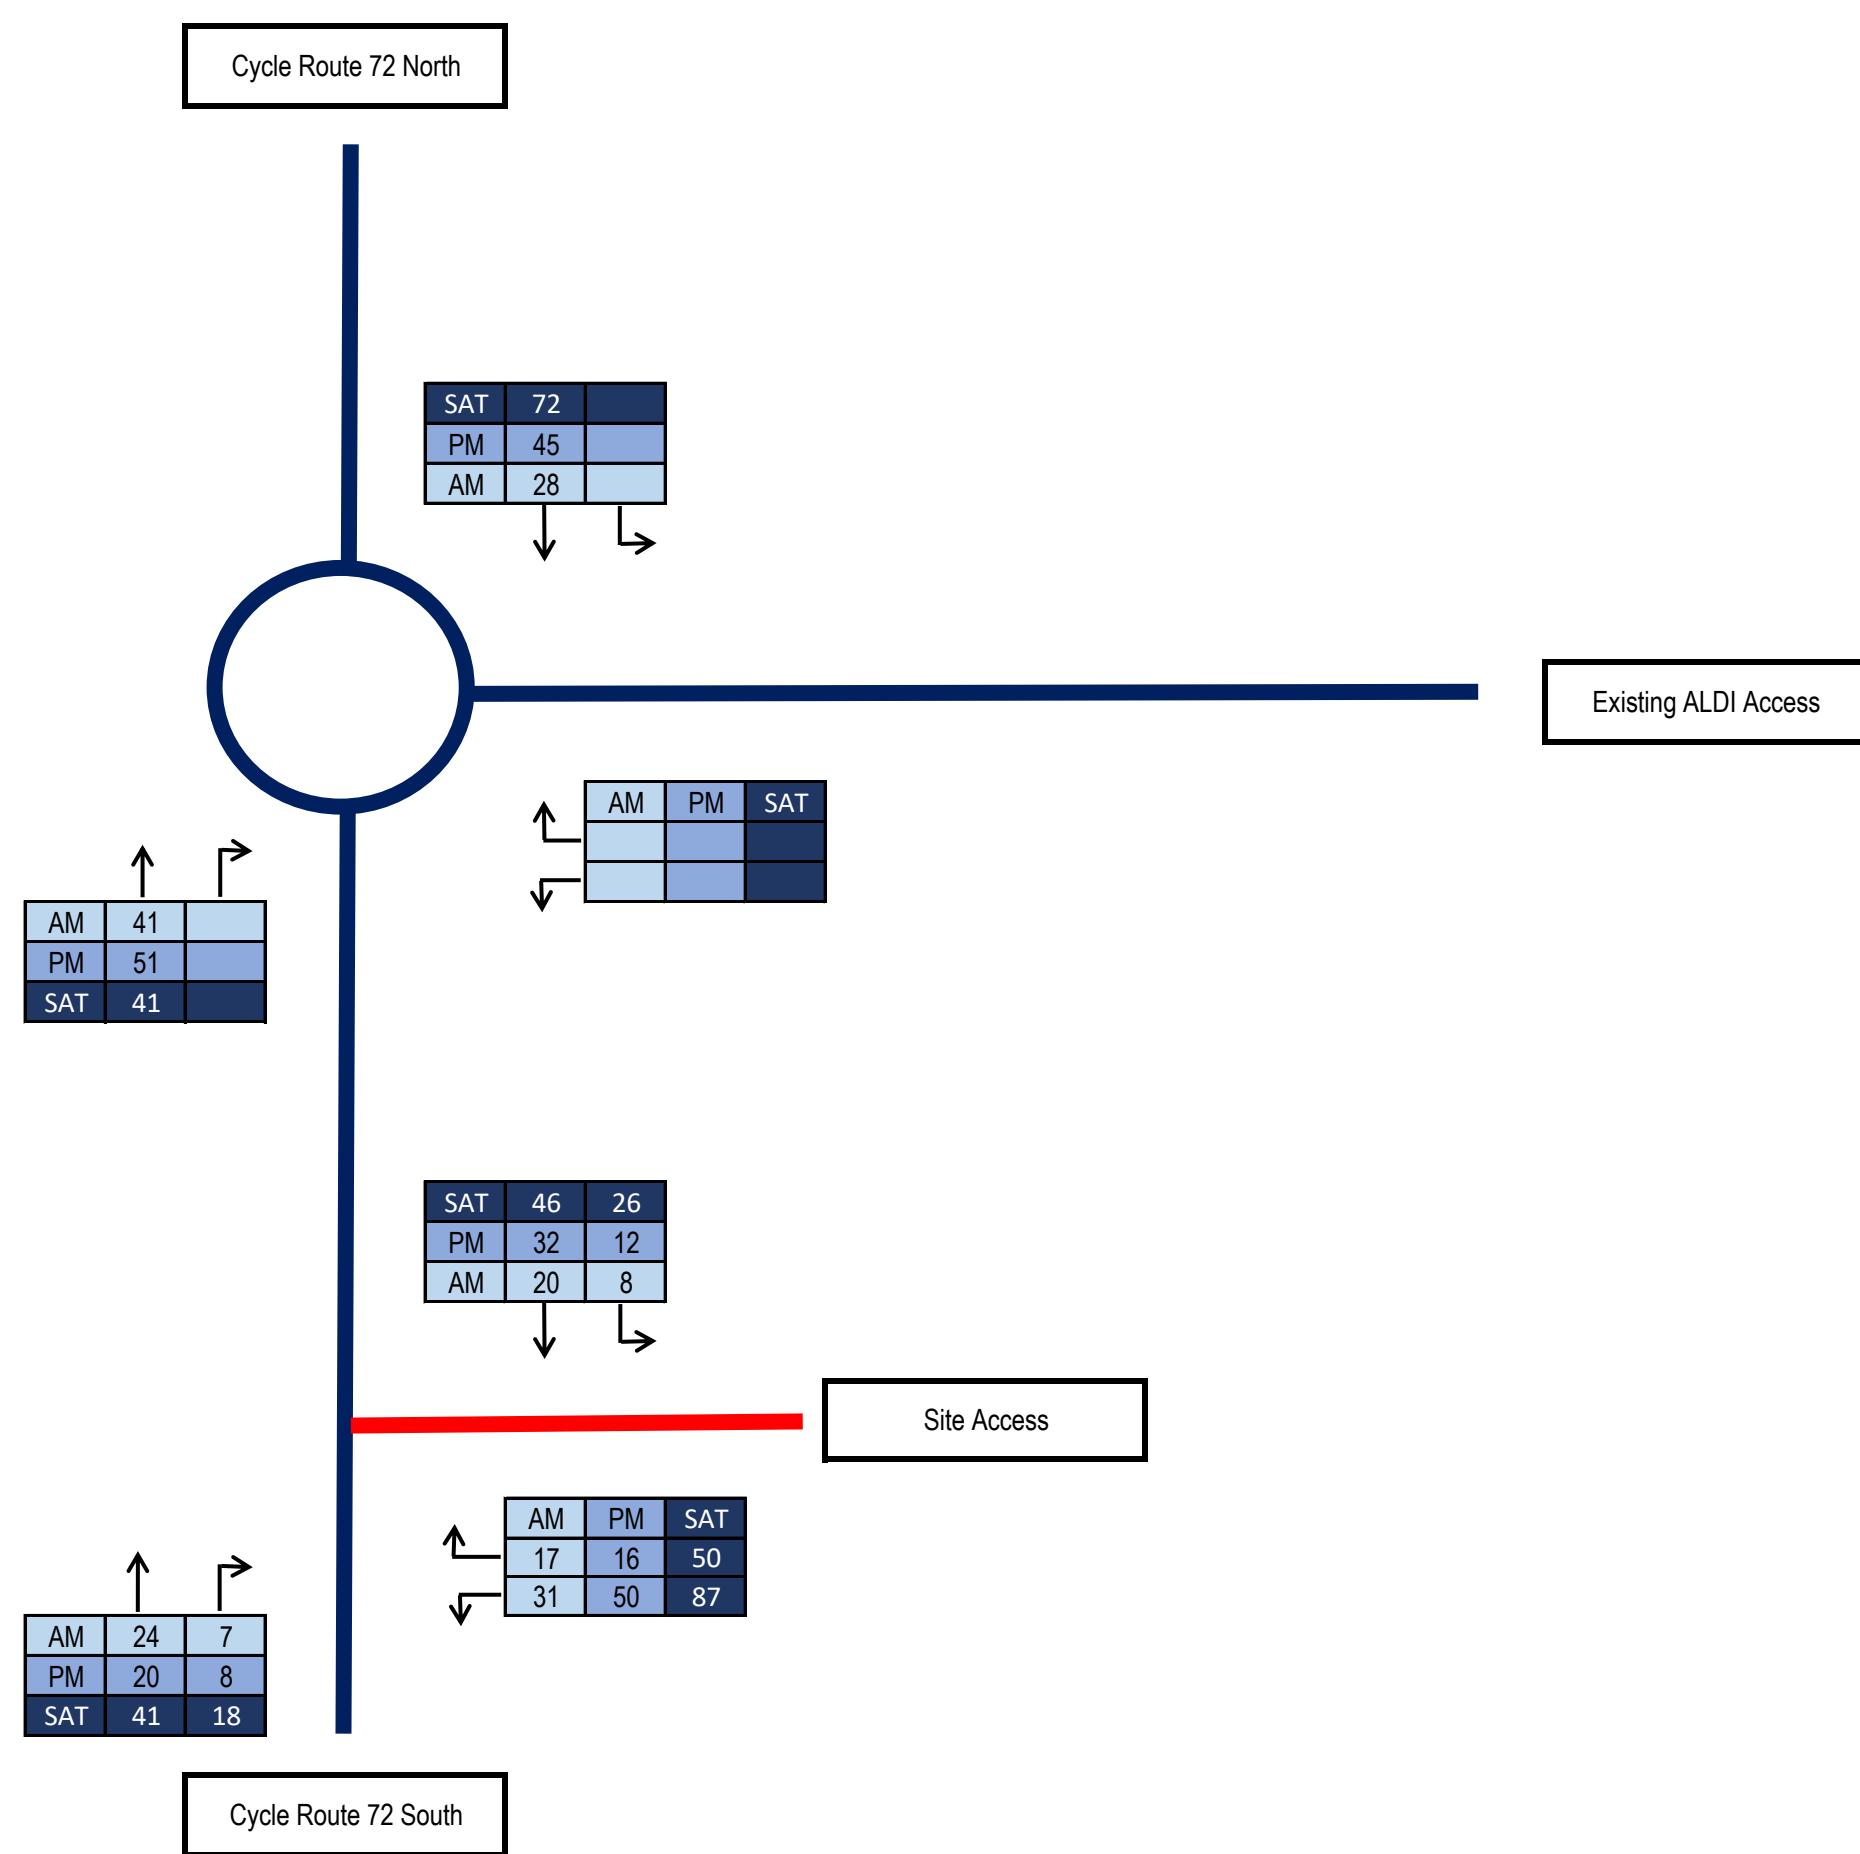 Cycle Route 72 North
SAT 72
PM 45
AM 28
Existing ALDI Access
AM PM SAT
AM 41
PM 51
SAT 41
SAT 46 26
PM 32 12
AM 20 8
Site Access
AM PM SAT
17 16 50
31 50 87
AM 24 7
PM 20 8
SAT 41 18
Cycle Route 72 South